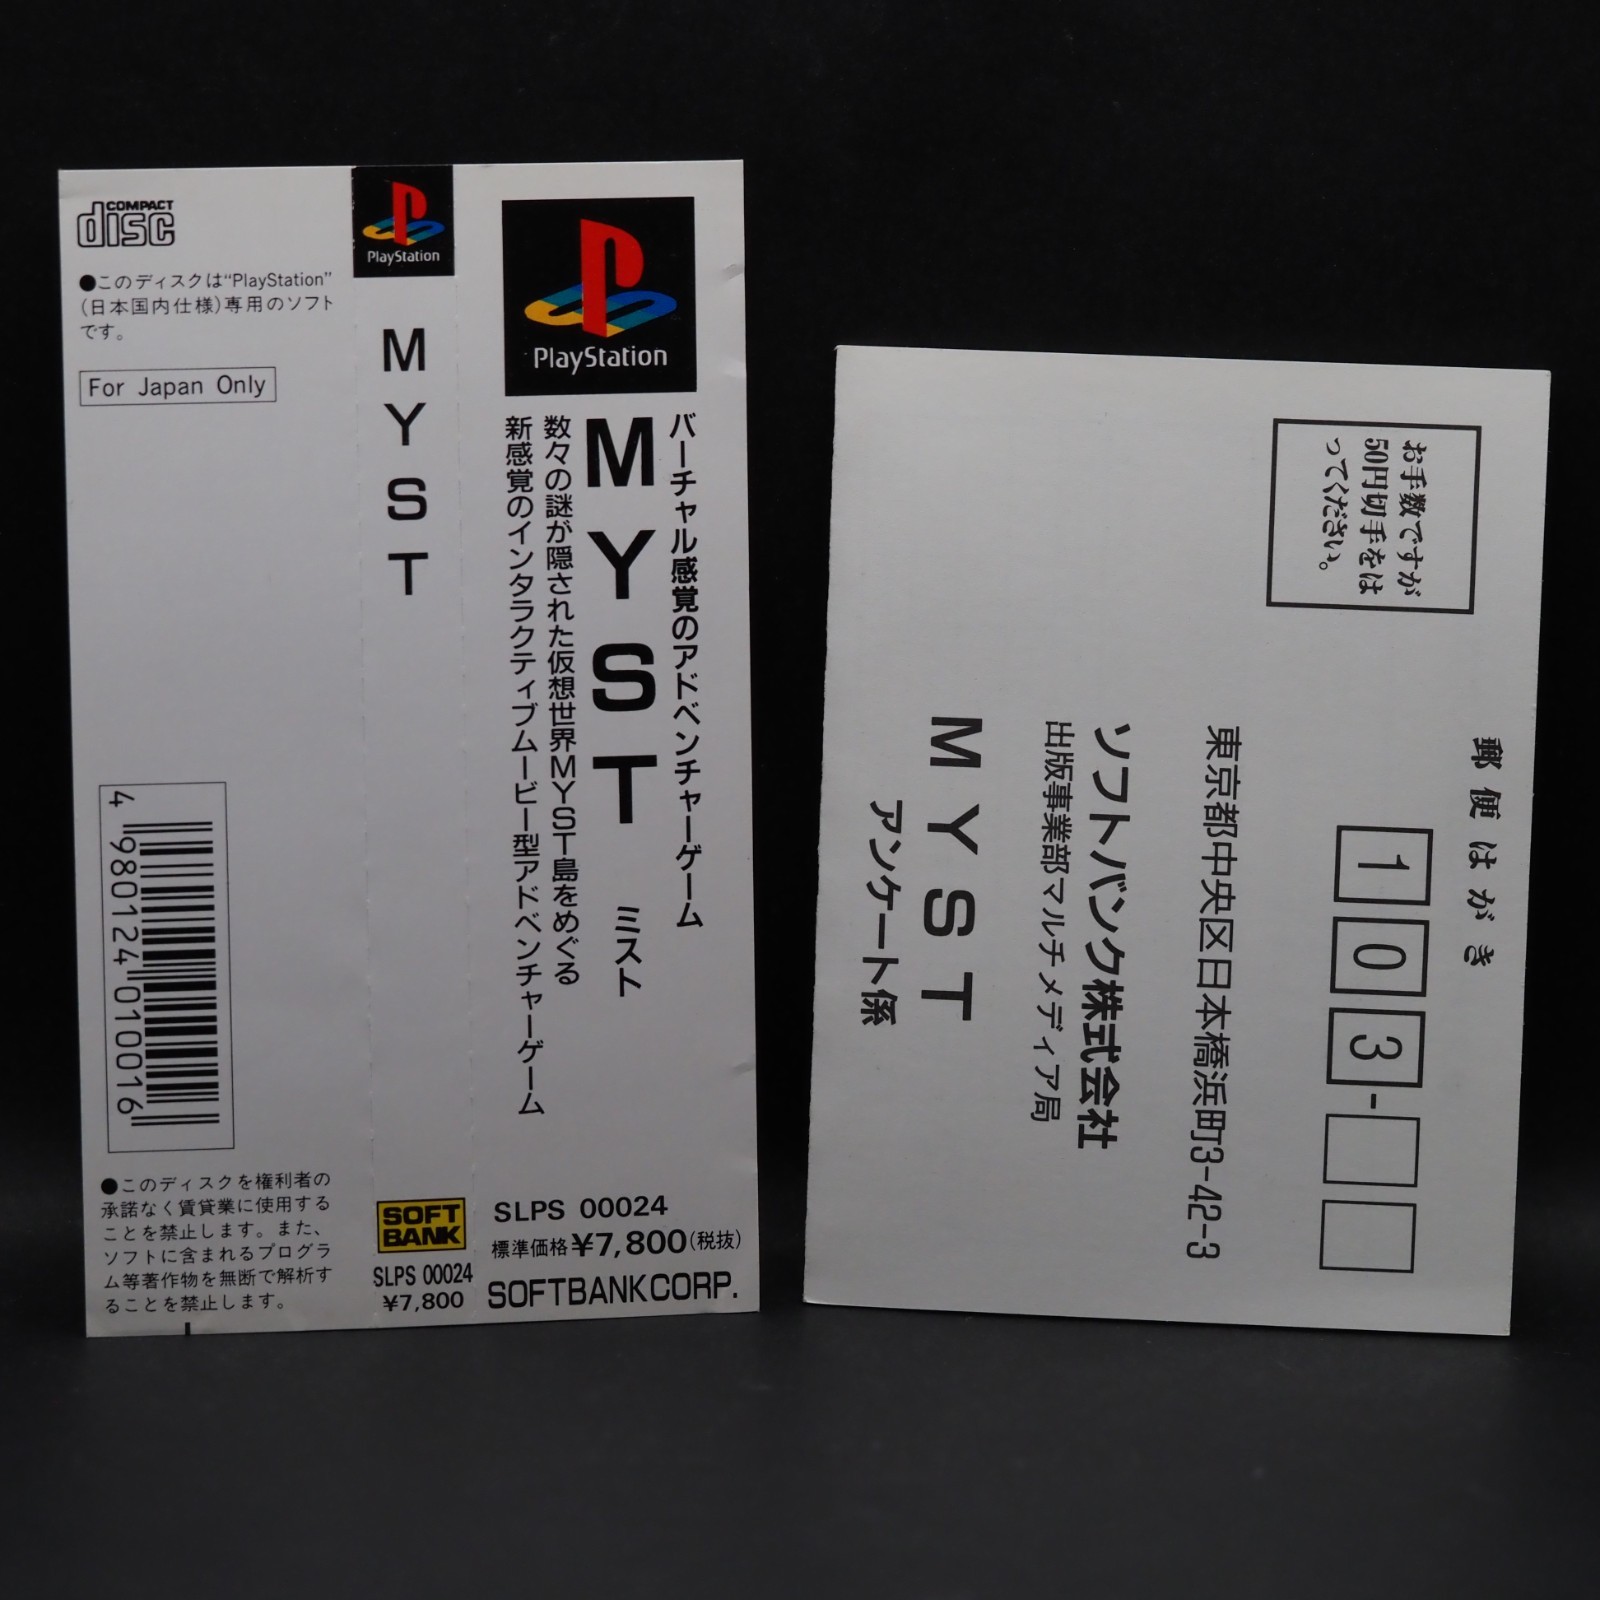 COMPACT
disc
●このディスクは“PlayStation”
(日本国内仕様)専用のソフト
です。
For Japan Only
4 980124 010016
●このディスクを権利者の
承諾なく賃貸業に使用する
ことを禁止します。また、
ソフトに含まれるプログラ
ム等著作物を無断で解析す
ることを禁止します。
PlayStation
MYST
SOFT
BANK
SLPS 00024
¥7,800
PlayStation
バーチャル感覚のアドベンチャーゲーム
MYST ミスト
数々の謎が隠された仮想世界MYST島をめぐる
新感覚のインタラクティブムービー型アドベンチャーゲーム
SLPS 00024
標準価格¥7,800(税抜)
SOFTBANK CORP.
郵便はがき
103-
お手数ですが
50円切手をは
ってください。
東京都中央区日本橋浜町3-42-3
ソフトバンク株式会社
出版事業部マルチメディア局
MYST
アンケート係